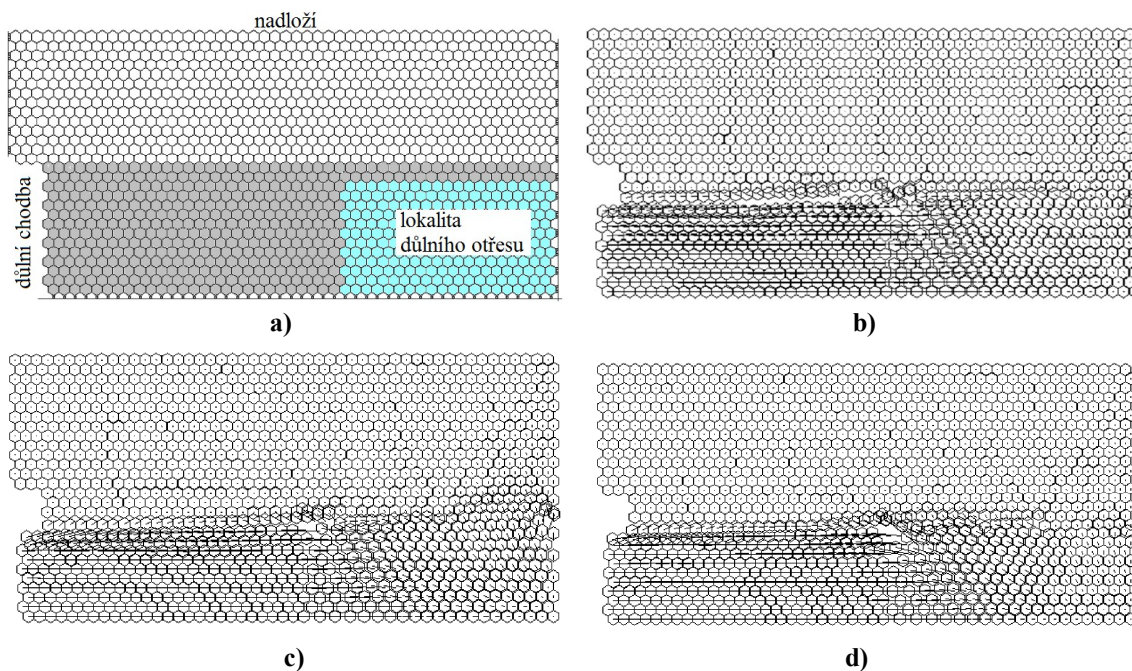 nadloží
důlní chodba
lokalita
důlního otřesu
a)
b)
c)
d)